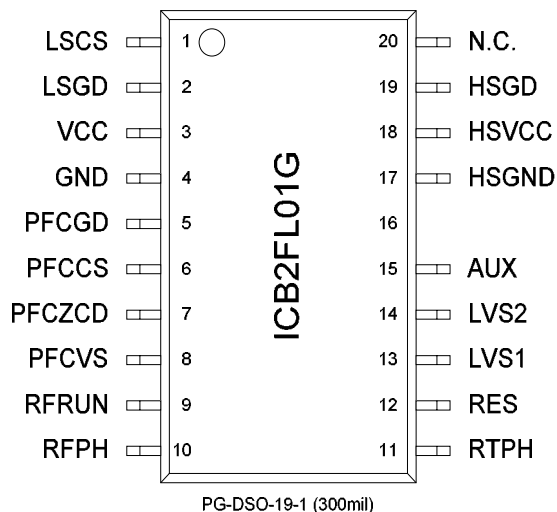 LSCS 1 20 N.C.
LSGD 2 19 HSGD
VCC 3 18 HSVCC
GND 4 17 HSGND
PFCGD 5 16
PFCCS 6 15 AUX
PFCZCD 7 14 LVS2
PFCVS 8 13 LVS1
RFRUN 9 12 RES
RFPH 10 11 RTPH
ICB2FL01G
PG-DSO-19-1 (300mil)